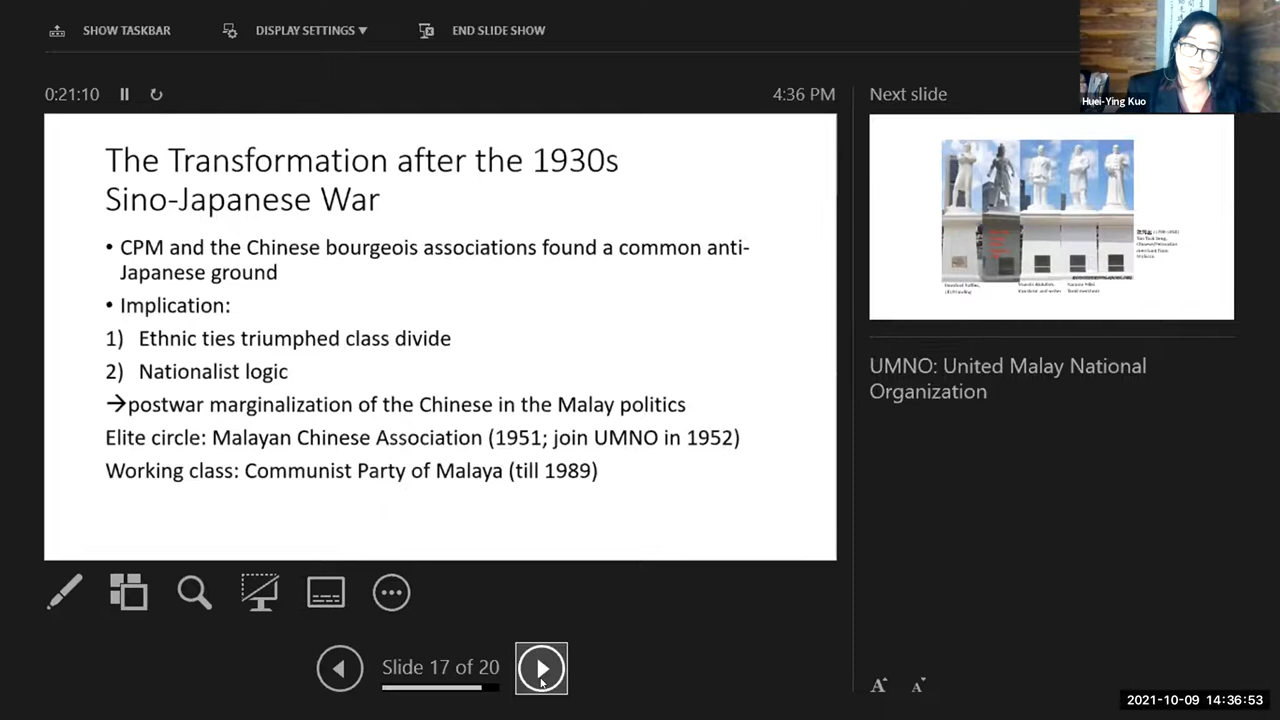 SHOW TASKBAR
DISPLAY SETTINGS ▼
END SLIDE SHOW
Huei-Ying Kuo
0:21:10
4:36 PM
Next slide
The Transformation after the 1930s
Sino-Japanese War
• CPM and the Chinese bourgeois associations found a common anti-
Japanese ground
• Implication:
1) Ethnic ties triumphed class divide
2) Nationalist logic
→postwar marginalization of the Chinese in the Malay politics
Elite circle: Malayan Chinese Association (1951; join UMNO in 1952)
Working class: Communist Party of Malaya (till 1989)
UMNO: United Malay National
Organization
Slide 17 of 20
A A
2021-10-09 14:36:53